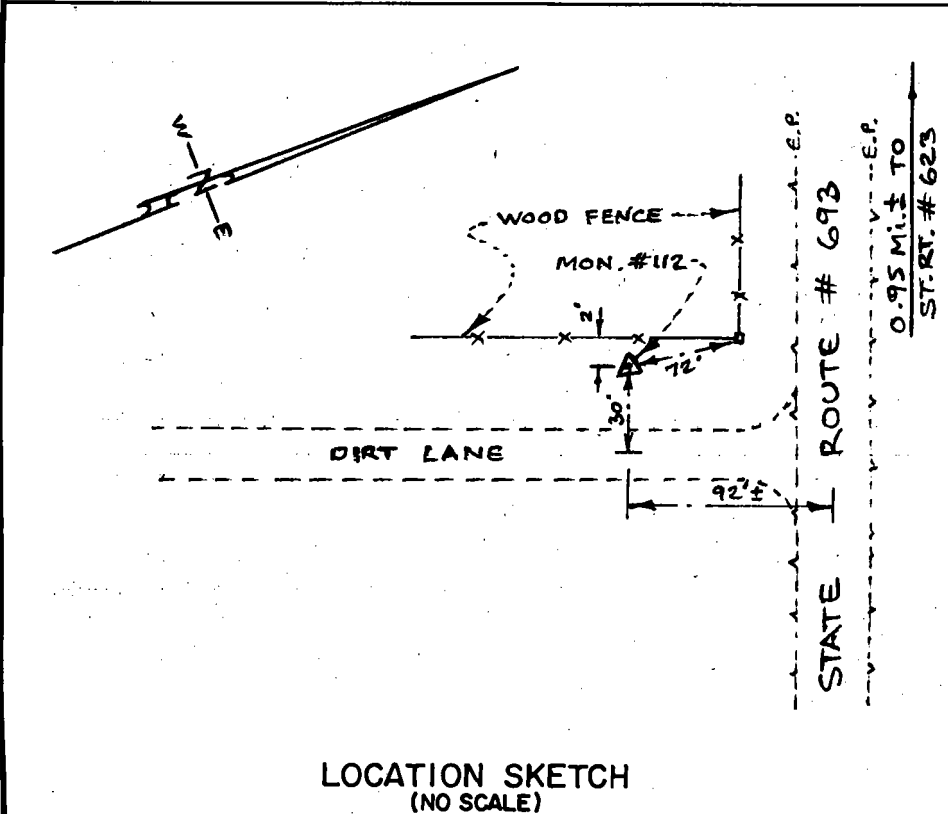 W
N
E
WOOD FENCE
MON. #112
2'
72'
30'
DIRT LANE
92'±
E.P.
STATE ROUTE # 693
E.P.
0.95 Mi.± TO
ST. RT. # 623
LOCATION SKETCH
(NO SCALE)